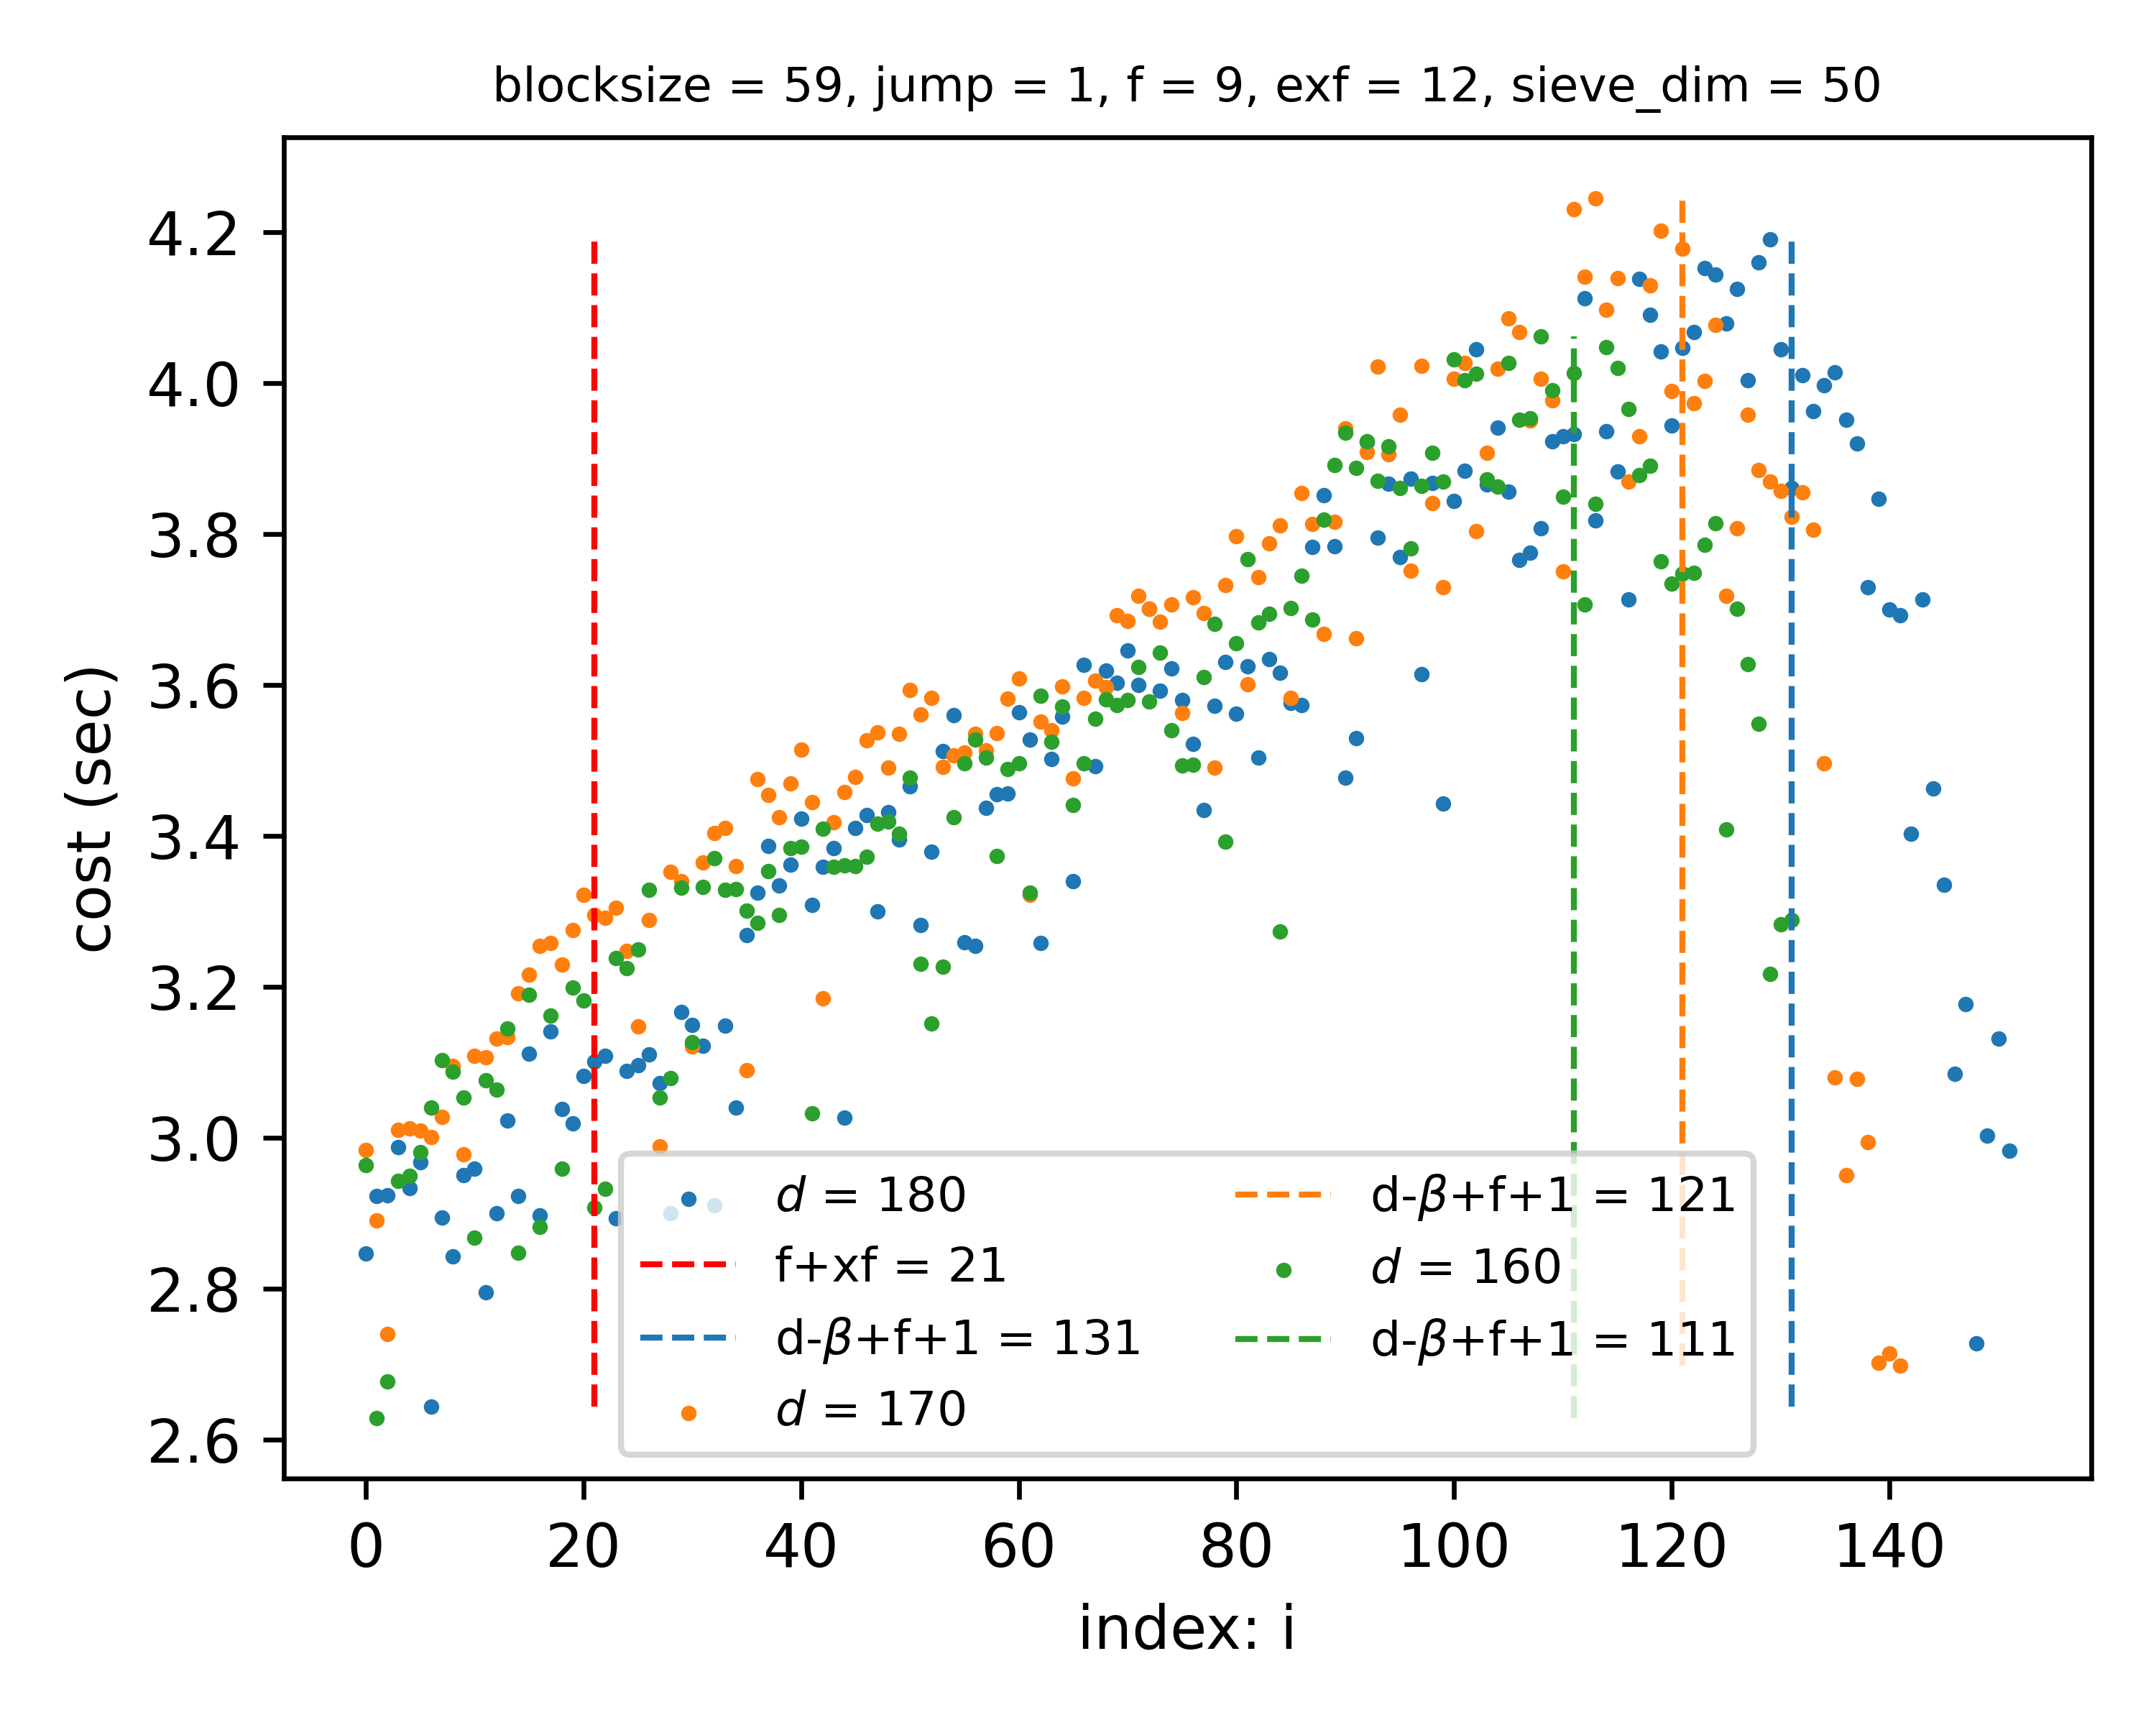 blocksize = 59, jump = 1, f = 9, exf = 12, sieve_dim = 50
cost (sec)
4.2
4.0
3.8
3.6
3.4
3.2
3.0
2.8
2.6
d = 180
f+xf = 21
d-β+f+1 = 131
d = 170
d-β+f+1 = 121
d = 160
d-β+f+1 = 111
0 20 40 60 80 100 120 140
index: i